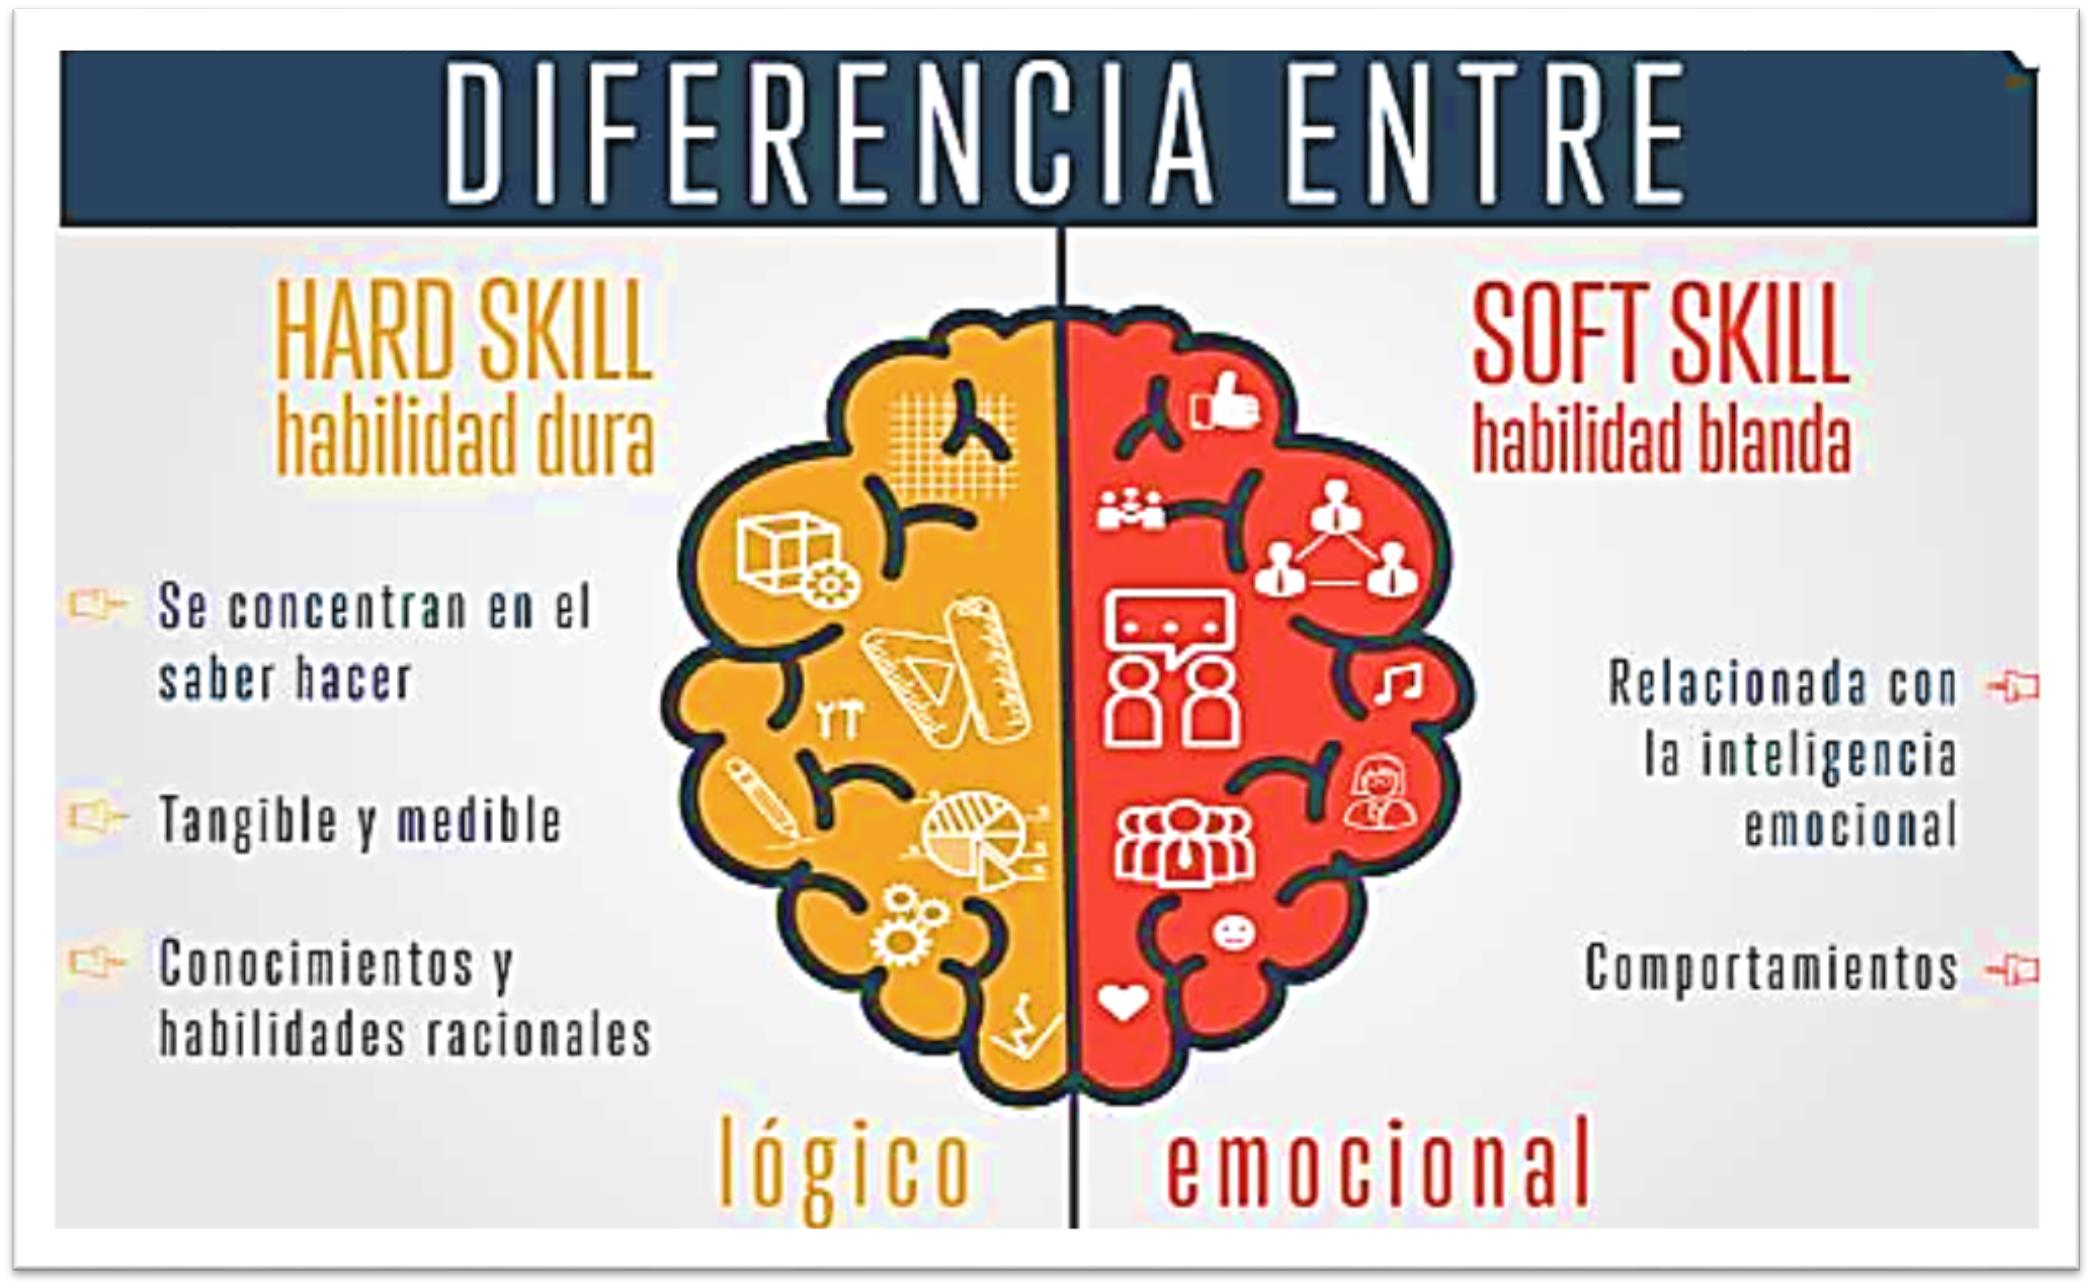 DIFERENCIA ENTRE
HARD SKILL
habilidad dura
Se concentran en el
saber hacer
Tangible y medible
Conocimientos y
habilidades racionales
lógico
SOFT SKILL
habilidad blanda
Relacionada con
la inteligencia
emocional
Comportamientos
emocional